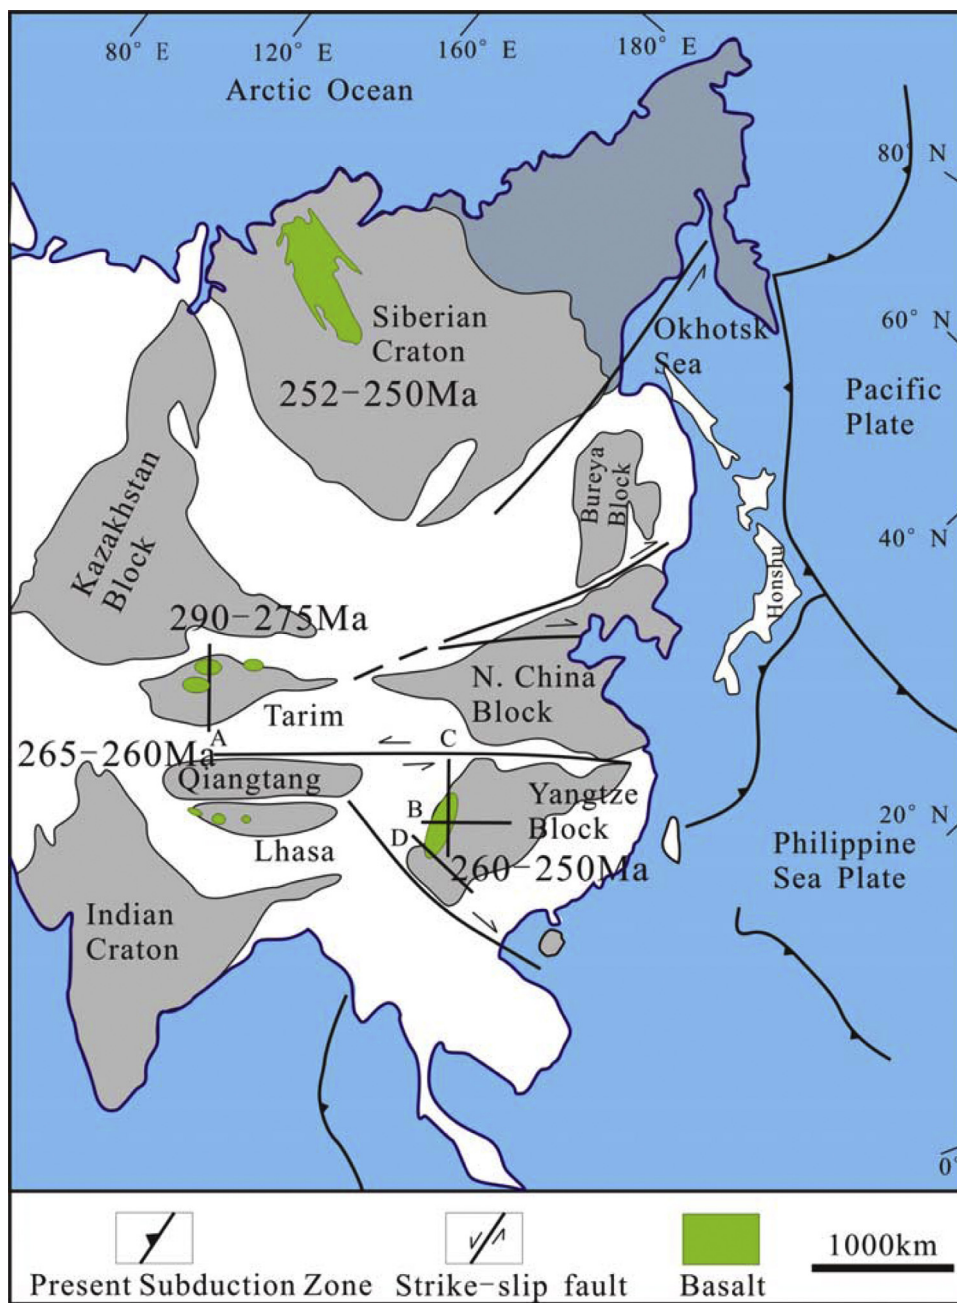 80° E
120° E
160° E
180° E
Arctic Ocean
80° N
Siberian
Craton
252-250Ma
Okhotsk
Sea
60° N
Pacific
Plate
Kazakhstan
Block
Bureya
Block
40° N
Honshu
290-275Ma
N. China
Block
Tarim
A
C
265-260Ma
Qiangtang
Yangtze
Block
B
D
20° N
Lhasa
260-250Ma
Philippine
Sea Plate
Indian
Craton
0°
1000km
Present Subduction Zone
Strike-slip fault
Basalt